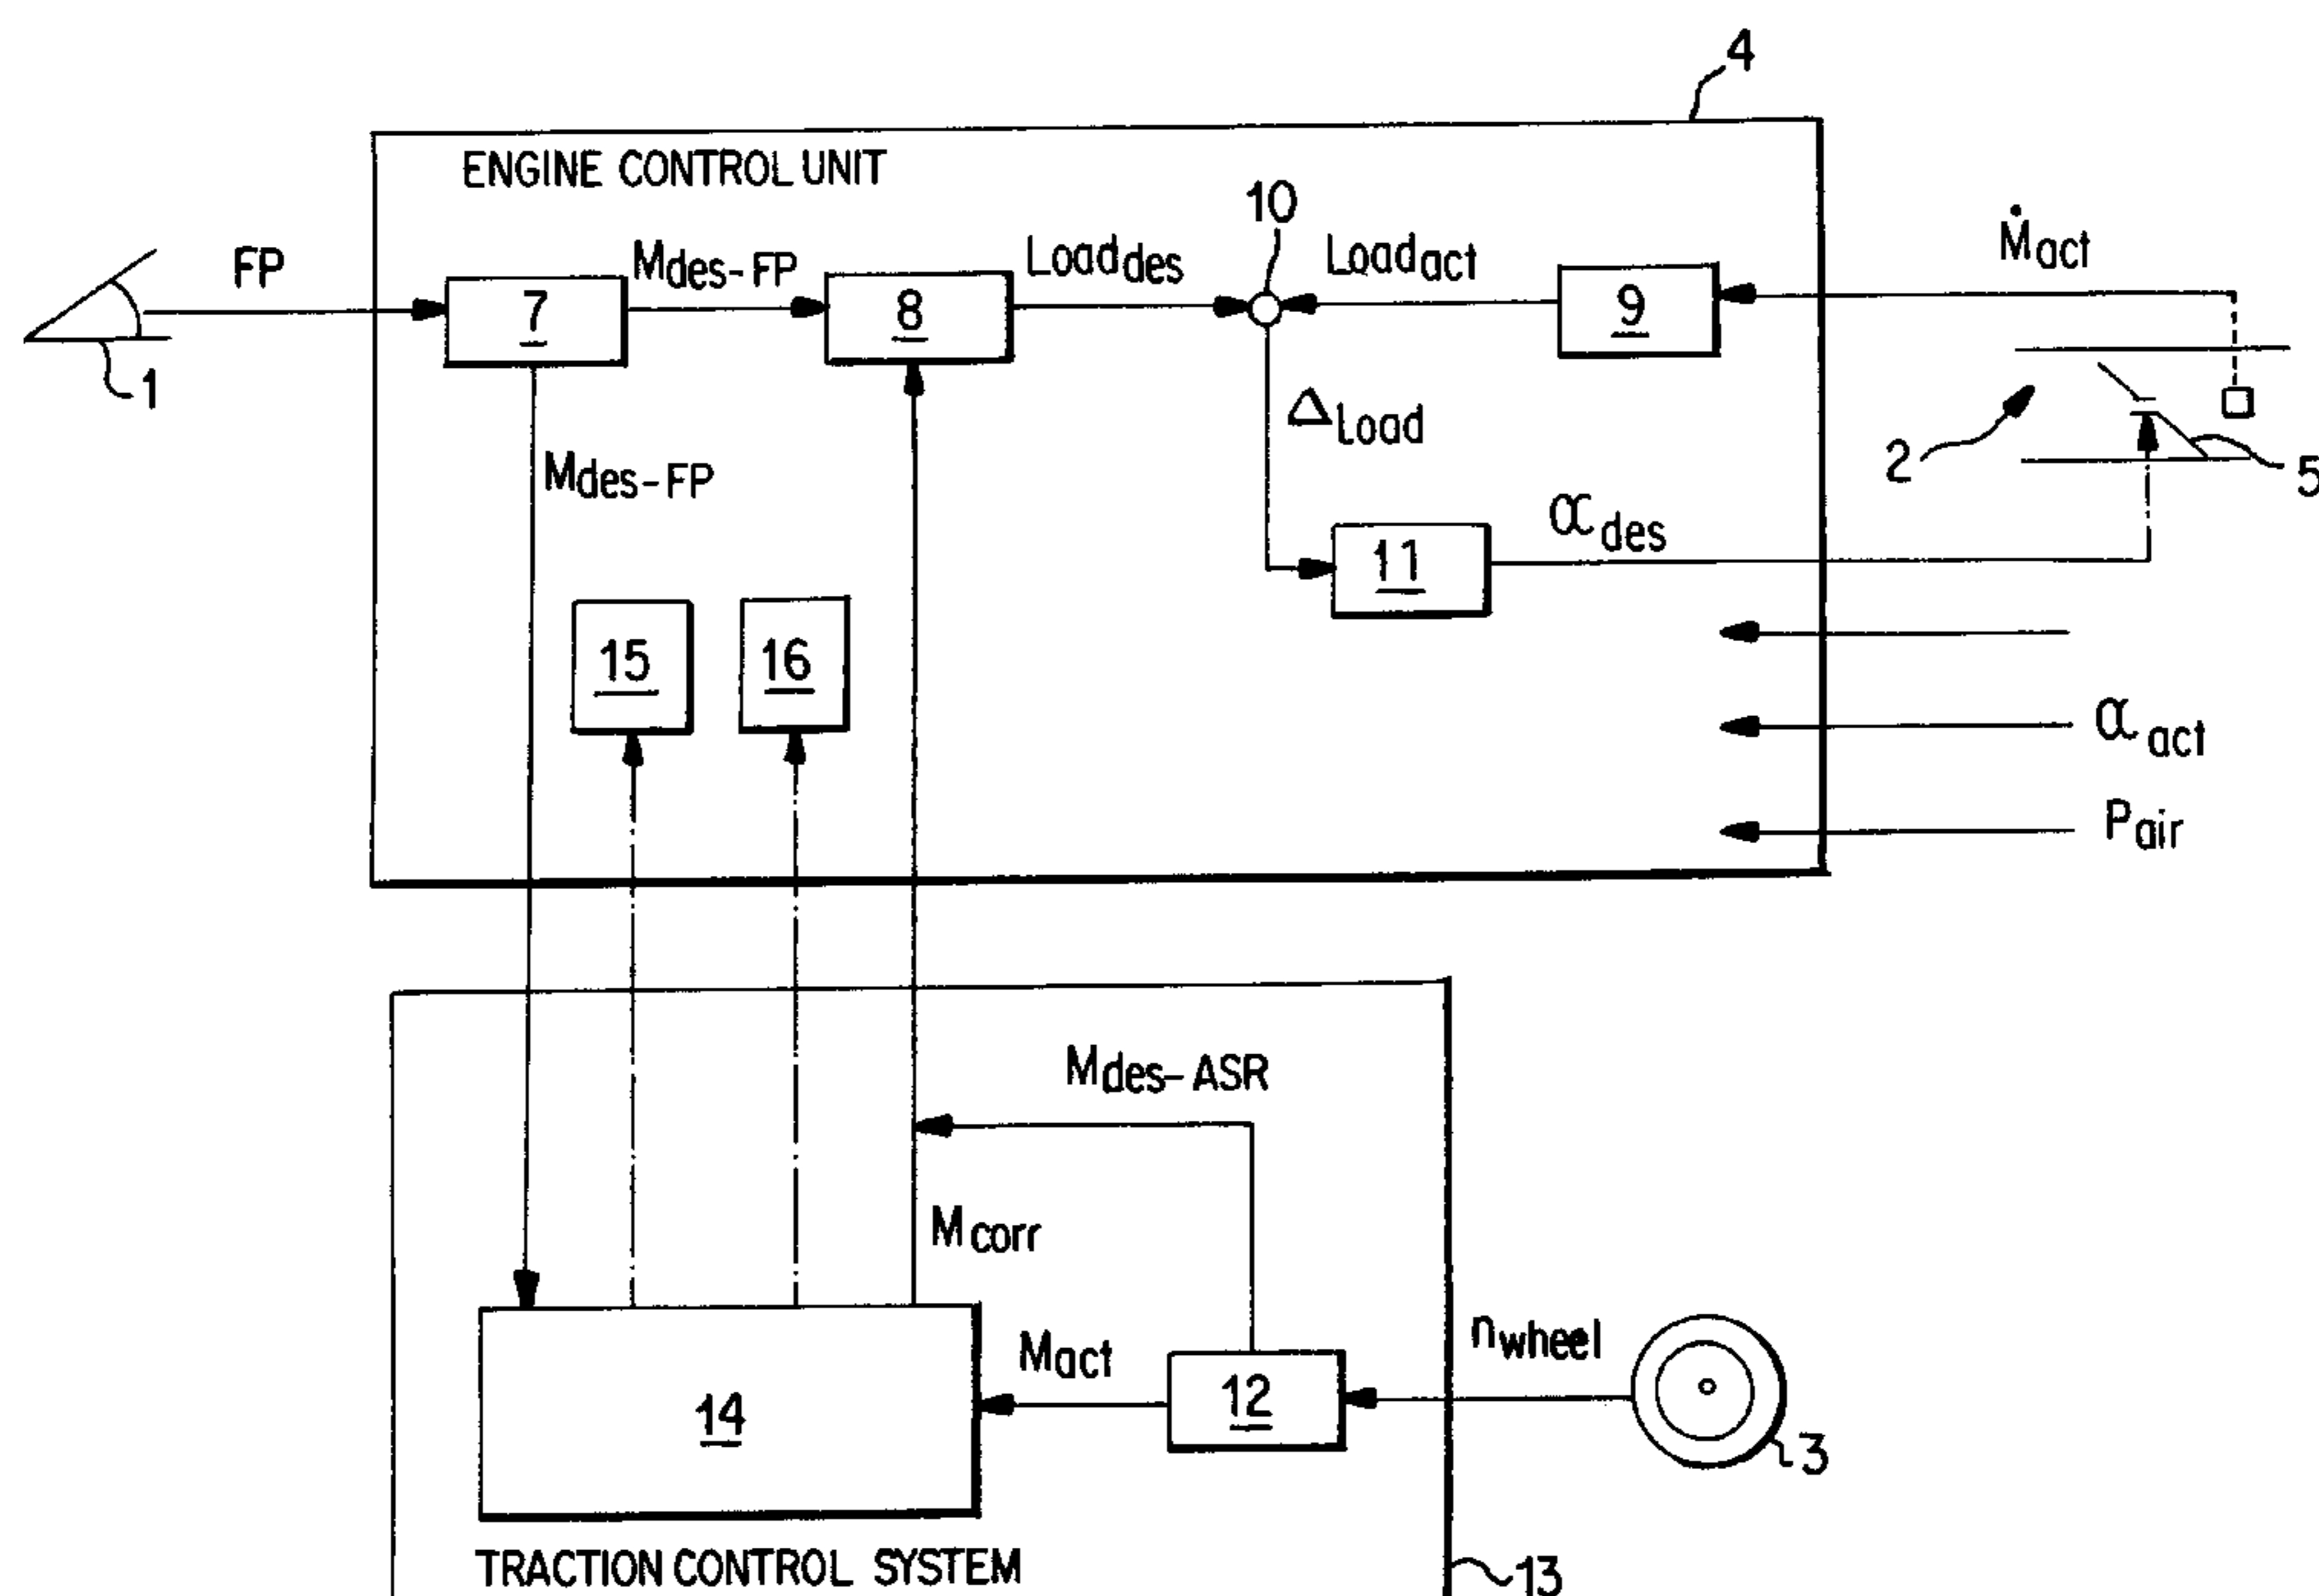 4
ENGINE CONTROL UNIT
10
Ṁact
FP
Mdes-FP
Loaddes
Loadact
7
8
9
1
ΔLoad
2
5
Mdes-FP
αdes
11
15
16
αact
Pair
Mdes-ASR
Mcorr
nwheel
Mact
12
14
3
TRACTION CONTROL SYSTEM
13